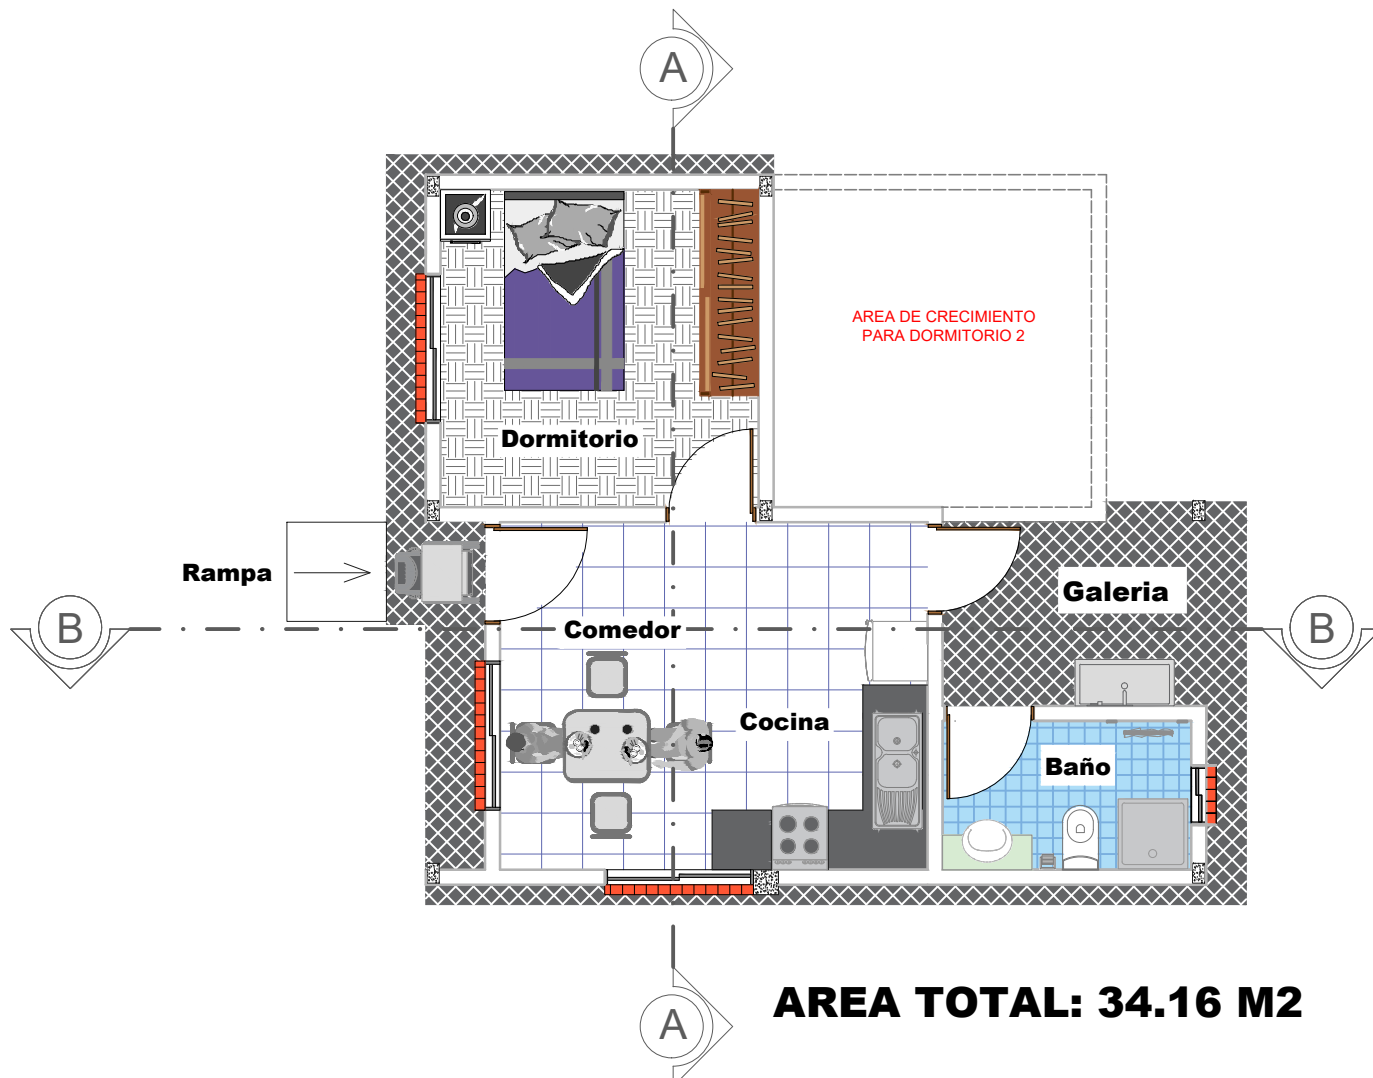 A
AREA DE CRECIMIENTO
PARA DORMITORIO 2
Dormitorio
Rampa
Galeria
B
Comedor
B
Cocina
Baño
AREA TOTAL: 34.16 M2
A